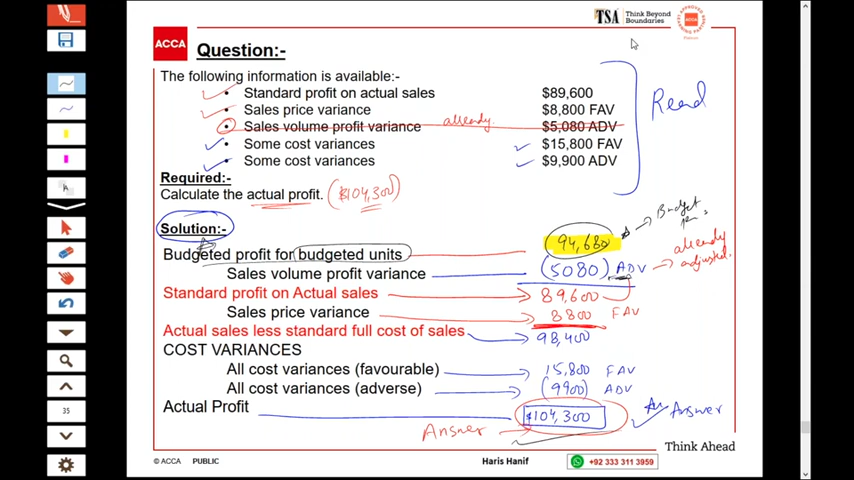 TSA Think Beyond Boundaries
ACCA
Question:-
The following information is available:-
• Standard profit on actual sales $89,600
• Sales price variance $8,800 FAV
• Sales volume profit variance already. $5,080 ADV
• Some cost variances $15,800 FAV
• Some cost variances $9,900 ADV
Read
Required:-
Calculate the actual profit. ($104,300)
Solution:-
94,680 → Budget
Budgeted profit for budgeted units
Sales volume profit variance (5080) ADV → already adjusted.
Standard profit on Actual sales 89,600
Sales price variance 8800 FAV
Actual sales less standard full cost of sales 98,400
COST VARIANCES
All cost variances (favourable) 15,800 FAV
All cost variances (adverse) (9900) ADV
Actual Profit $104,300 Answer
Answer
35
Think Ahead
© ACCA PUBLIC Haris Hanif +92 333 311 3959